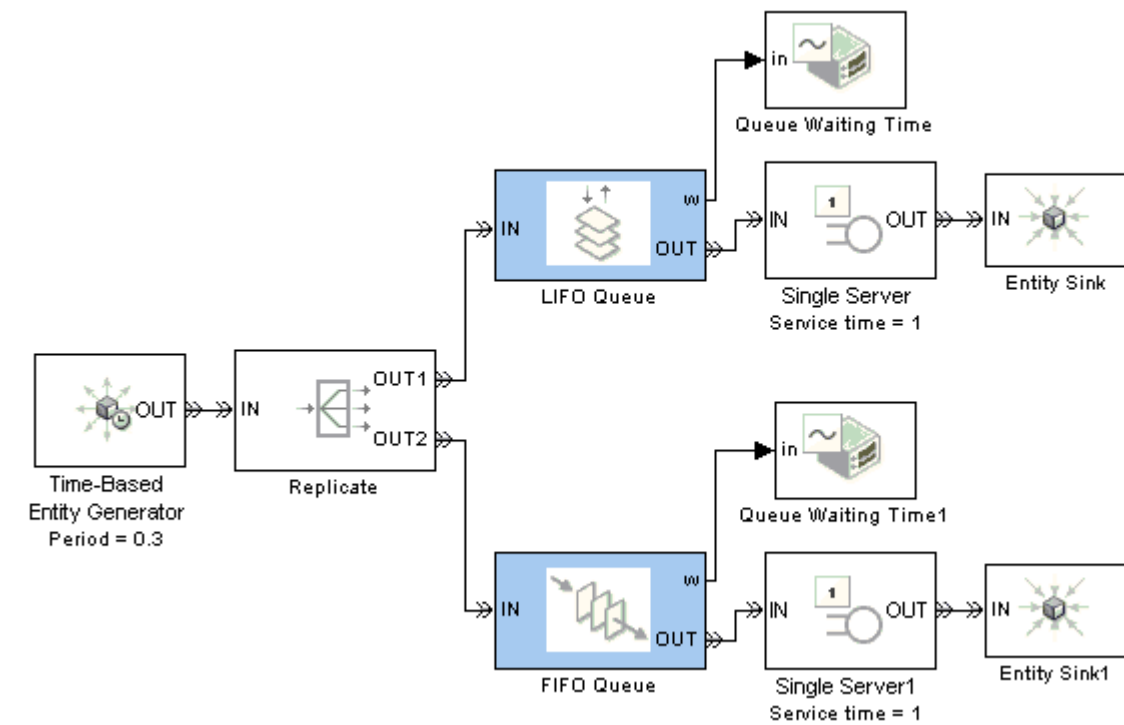 in
Queue Waiting Time
IN
w
OUT
LIFO Queue
IN
1
OUT
Single Server
Service time = 1
IN
Entity Sink
OUT
Time-Based
Entity Generator
Period = 0.3
IN
OUT1
OUT2
Replicate
in
Queue Waiting Time1
IN
w
OUT
FIFO Queue
IN
1
OUT
Single Server1
Service time = 1
IN
Entity Sink1